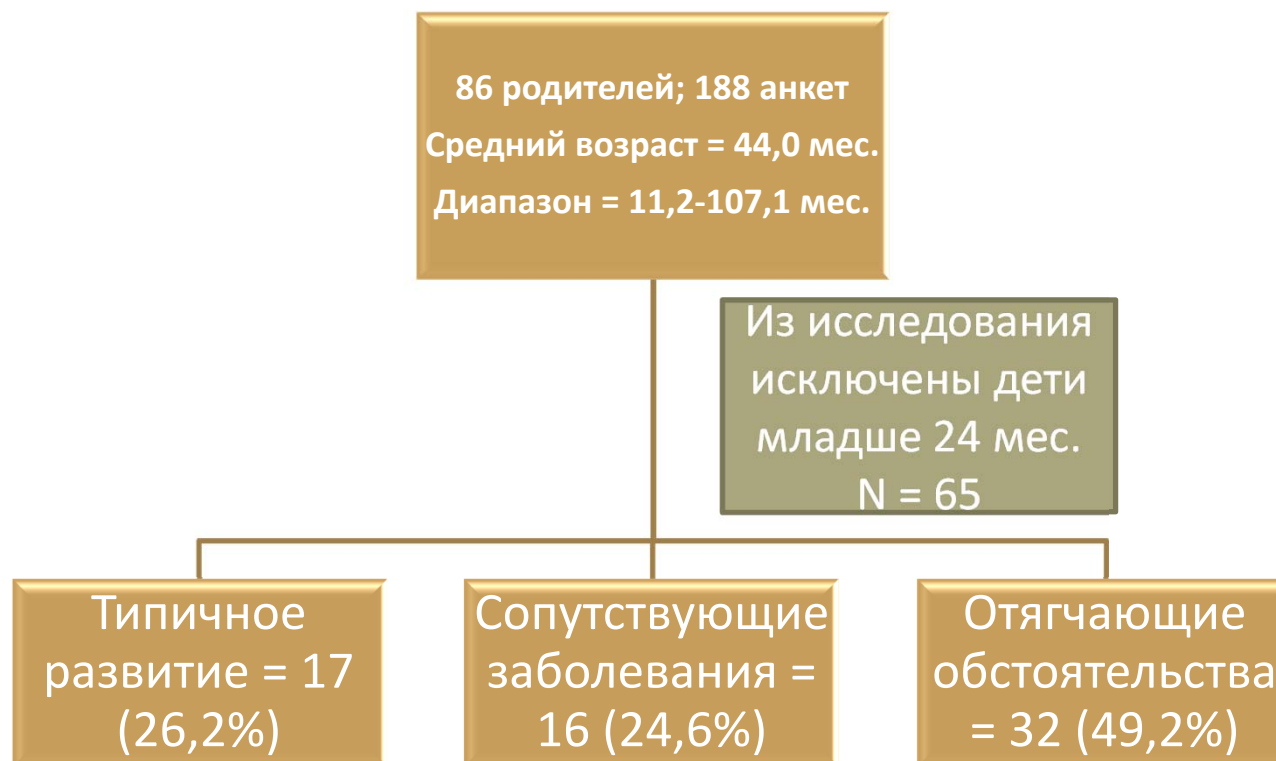 86 родителей; 188 анкет
Средний возраст = 44,0 мес.
Диапазон = 11,2-107,1 мес.
Из исследования
исключены дети
младше 24 мес.
N = 65
Типичное
развитие = 17
(26,2%)
Сопутствующие
заболевания =
16 (24,6%)
Отягчающие
обстоятельства
= 32 (49,2%)